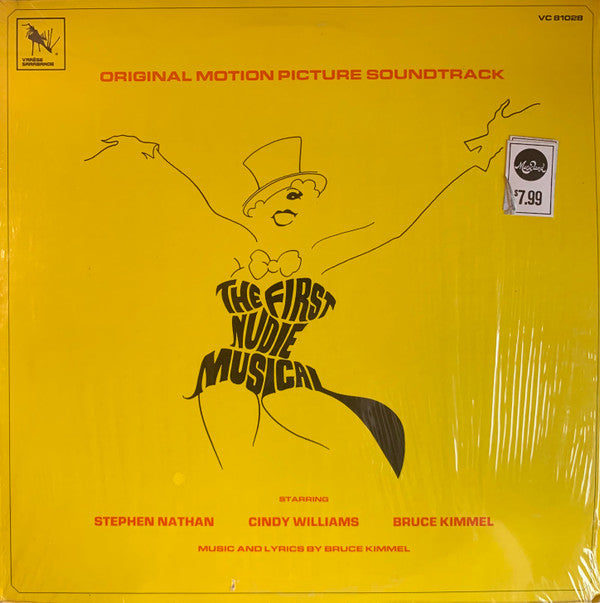 VC 81028
VARÈSE
SARABANDE
ORIGINAL MOTION PICTURE SOUNDTRACK
$7.99
THE FIRST
NUDIE
MUSICAL
STARRING
STEPHEN NATHAN CINDY WILLIAMS BRUCE KIMMEL
MUSIC AND LYRICS BY BRUCE KIMMEL